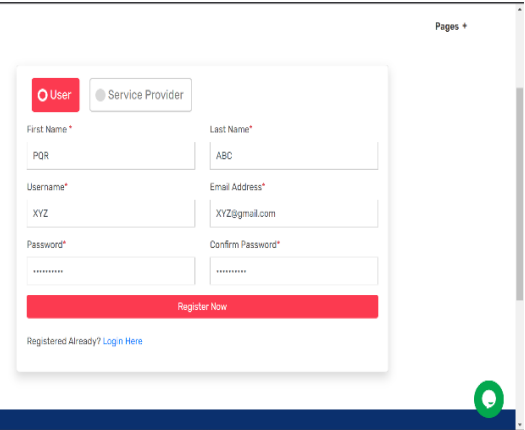 Pages +
User Service Provider
First Name * Last Name*
PQR ABC
Username* Email Address*
XYZ XYZ@gmail.com
Password* Confirm Password*
•••••••••• ••••••••••
Register Now
Registered Already? Login Here